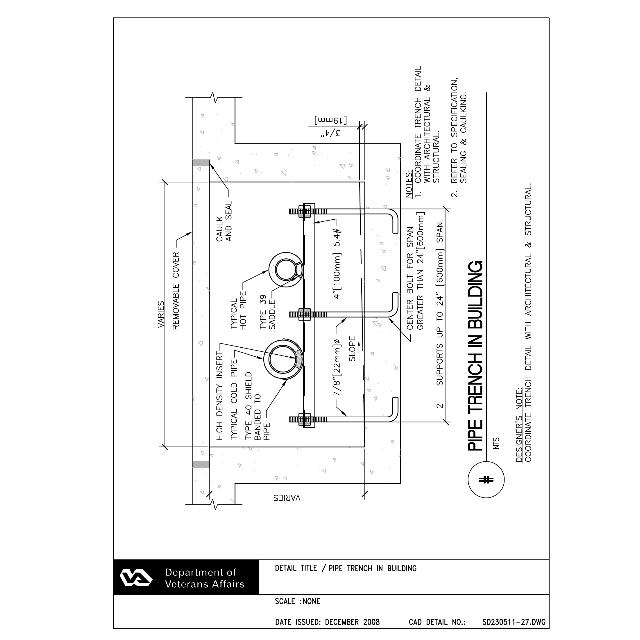 VARIES
REMOVABLE COVER
CAULK
AND SEAL
HIGH DENSITY INSERT
TYPICAL COLD PIPE
TYPE 40 SHIELD
BANDED TO
PIPE
TYPICAL
HOT PIPE
TYPE 39
SADDLE
3/4"
[19mm]
4"[100mm] 5.4#
7/8"[22mm]ø
SLOPE
VARIES
CENTER BOLT FOR SPAN
GREATER THAN 24"[600mm]
2 SUPPORTS UP TO 24" [600mm] SPAN
NOTES:
1. COORDINATE TRENCH DETAIL
WITH ARCHITECTURAL &
STRUCTURAL.
2. REFER TO SPECIFICATION,
SEALING & CAULKING.
#
PIPE TRENCH IN BUILDING
NTS
DESIGNER'S NOTE:
COORDINATE TRENCH DETAIL WITH ARCHITECTURAL & STRUCTURAL.
Department of
Veterans Affairs
DETAIL TITLE / PIPE TRENCH IN BUILDING
SCALE :NONE
DATE ISSUED: DECEMBER 2008 CAD DETAIL NO.: SD230511-27.DWG